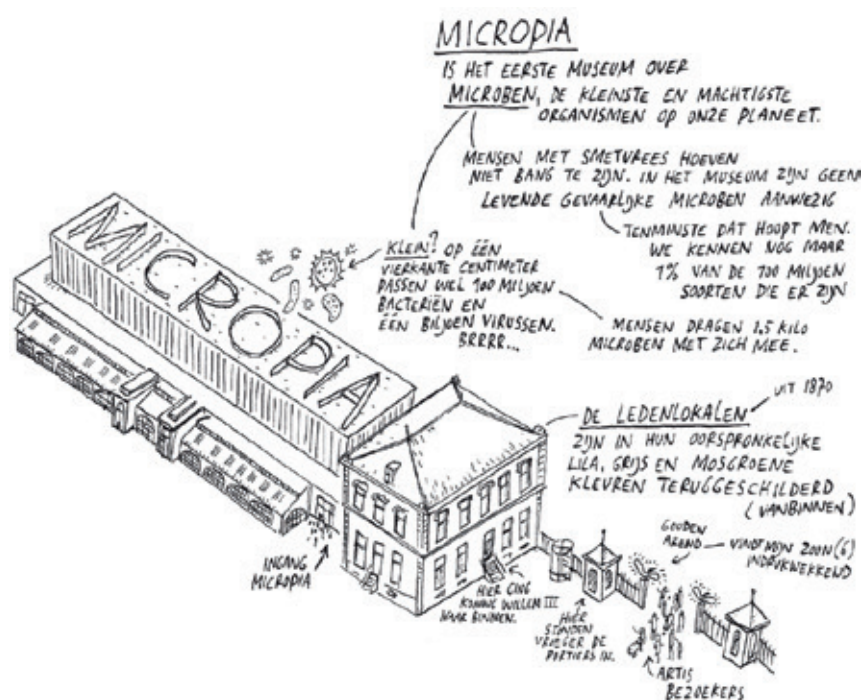 MICROPIA
IS HET EERSTE MUSEUM OVER
MICROBEN, DE KLEINSTE EN MACHTIGSTE
ORGANISMEN OP ONZE PLANEET.
MENSEN MET SMETVREES HOEVEN
NIET BANG TE ZIJN. IN HET MUSEUM ZIJN GEEN
LEVENDE GEVAARLIJKE MICROBEN AANWEZIG
TENMINSTE DAT HOOPT MEN.
WE KENNEN NOG MAAR
1% VAN DE 100 MILJOEN
SOORTEN DIE ER ZIJN
KLEIN? OP ÉÉN
VIERKANTE CENTIMETER
PASSEN WEL 100 MILJOEN
BACTERIËN EN
ÉÉN BILJOEN VIRUSSEN.
BRRRR...
MENSEN DRAGEN 1.5 KILO
MICROBEN MET ZICH MEE.
MICROPIA
UIT 1870
DE LEDENLOKALEN
ZIJN IN HUN OORSPRONKELIJKE
LILA, GRIJS EN MOSGROENE
KLEUREN TERUGGESCHILDERD
(VANBINNEN)
GOUDEN
AREND
VINDT MIJN ZOON (6)
INDRUKWEKKEND
INGANG
MICROPIA
HIER GING
KONING WILLEM III
NAAR BINNEN.
HIER
STONDEN
VROEGER DE
PORTIERS IN.
ARTIS
BEZOEKERS